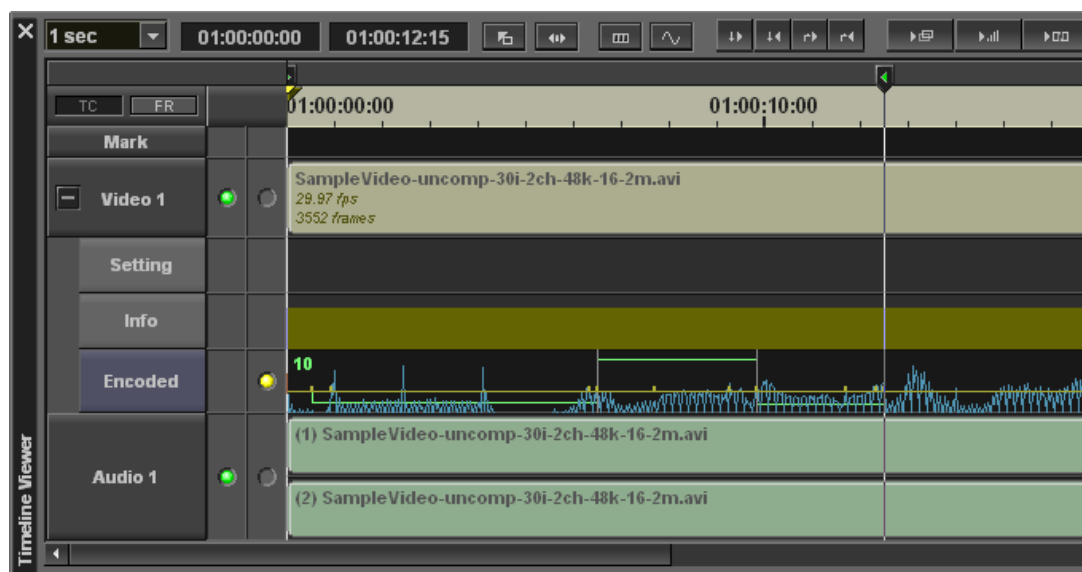 1 sec 01:00:00:00 01:00:12:15
TC FR 01:00:00:00 01:00:10:00
Mark
Video 1 SampleVideo-uncomp-30i-2ch-48k-16-2m.avi
29.97 fps
3552 frames
Setting
Info
10
Encoded
(1) SampleVideo-uncomp-30i-2ch-48k-16-2m.avi
Audio 1
(2) SampleVideo-uncomp-30i-2ch-48k-16-2m.avi
Timeline Viewer